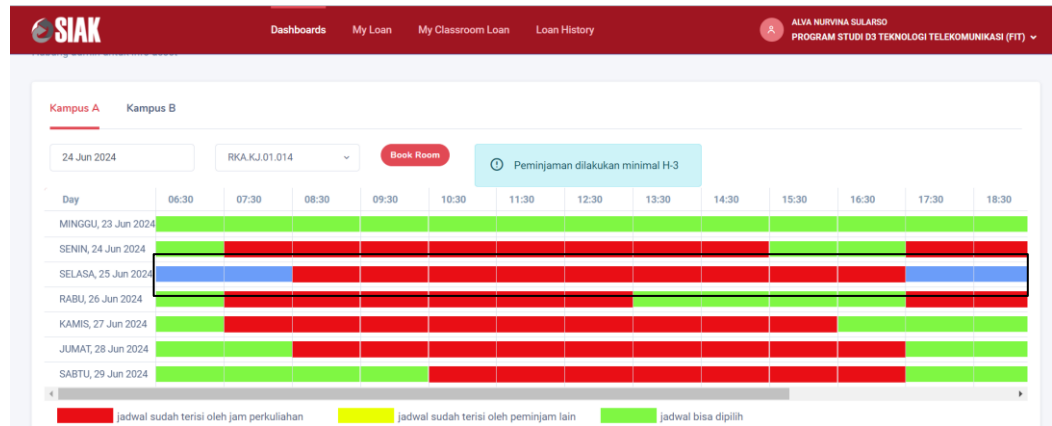 SIAK
Dashboards My Loan My Classroom Loan Loan History
ALVA NURVINA SULARSO
PROGRAM STUDI D3 TEKNOLOGI TELEKOMUNIKASI (FIT)
Kampus A Kampus B
24 Jun 2024 RKA.KJ.01.014 Book Room Peminjaman dilakukan minimal H-3
Day 06:30 07:30 08:30 09:30 10:30 11:30 12:30 13:30 14:30 15:30 16:30 17:30 18:30
MINGGU, 23 Jun 2024
SENIN, 24 Jun 2024
SELASA, 25 Jun 2024
RABU, 26 Jun 2024
KAMIS, 27 Jun 2024
JUMAT, 28 Jun 2024
SABTU, 29 Jun 2024
jadwal sudah terisi oleh jam perkuliahan jadwal sudah terisi oleh peminjam lain jadwal bisa dipilih